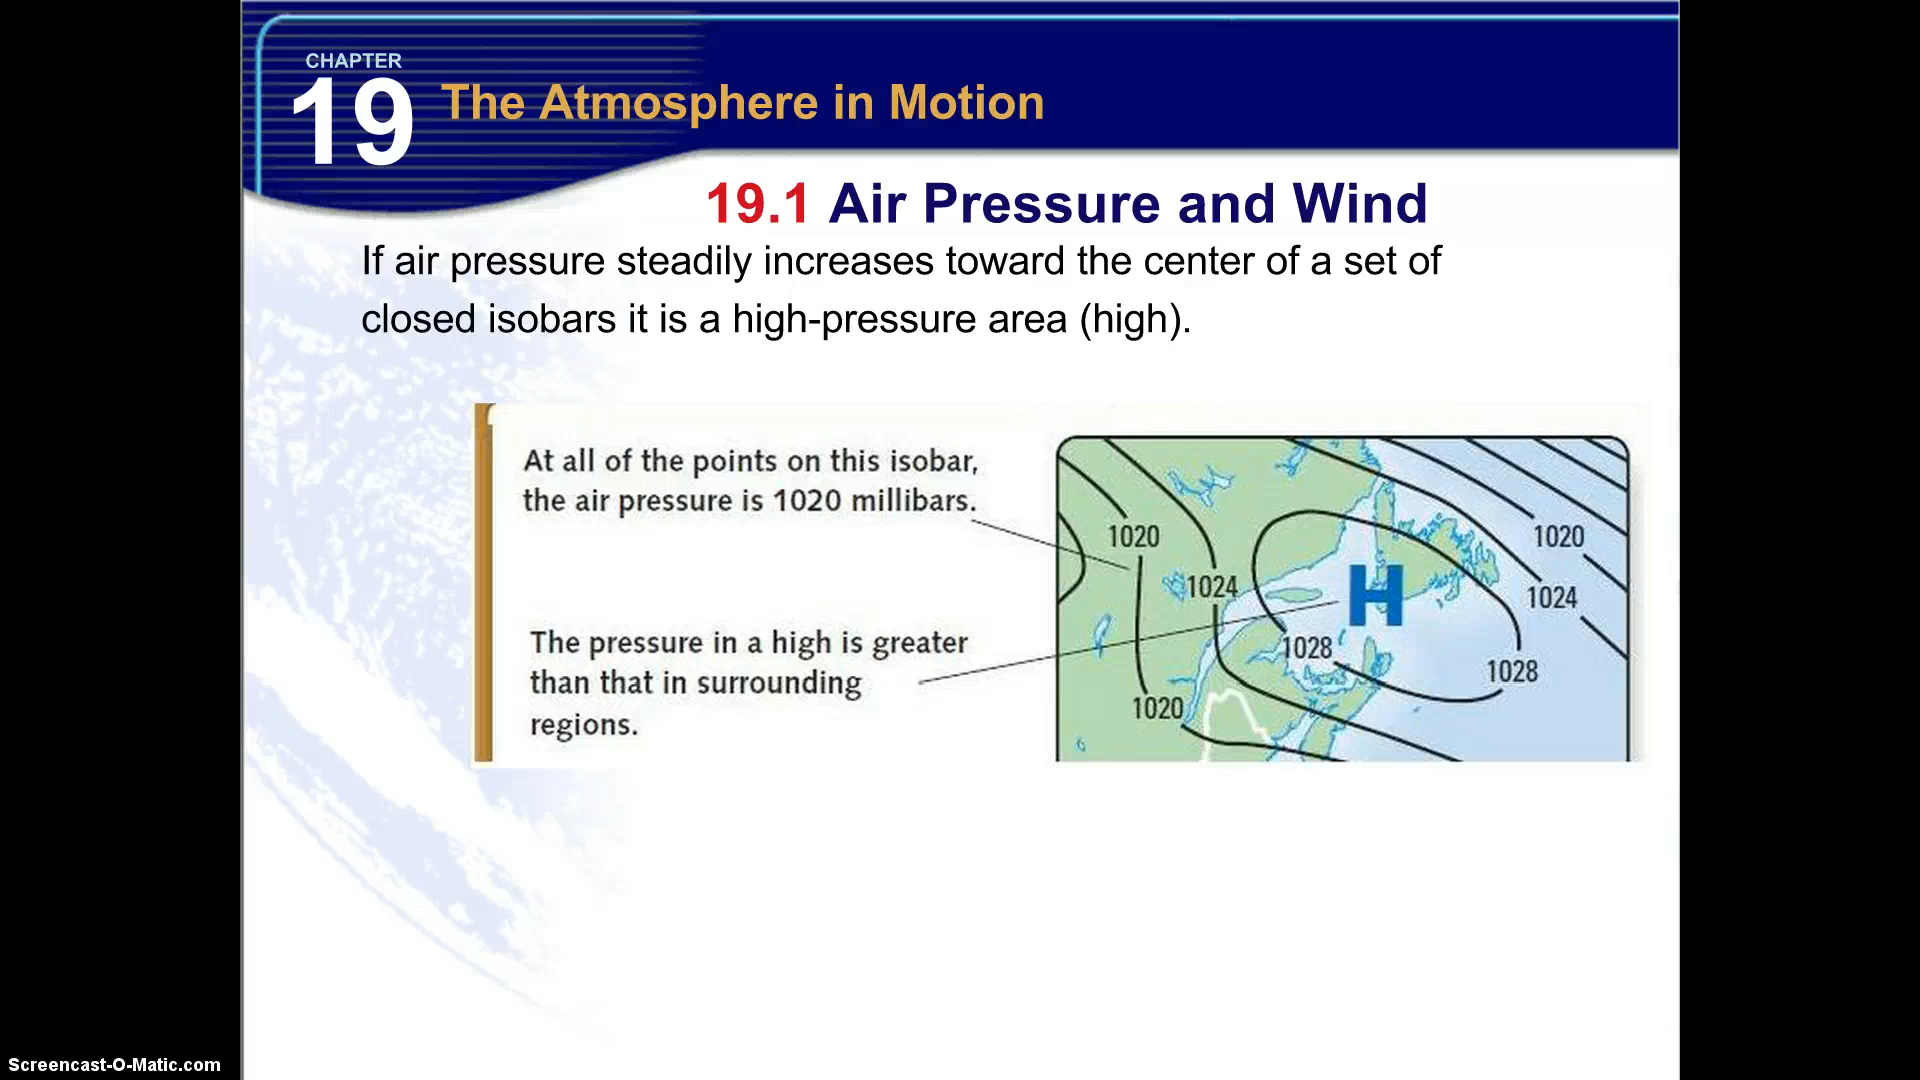 CHAPTER
19
The Atmosphere in Motion
19.1 Air Pressure and Wind
If air pressure steadily increases toward the center of a set of
closed isobars it is a high-pressure area (high).
At all of the points on this isobar,
the air pressure is 1020 millibars.
The pressure in a high is greater
than that in surrounding
regions.
1020
1020
1024
1024
H
1028
1028
1020
Screencast-O-Matic.com